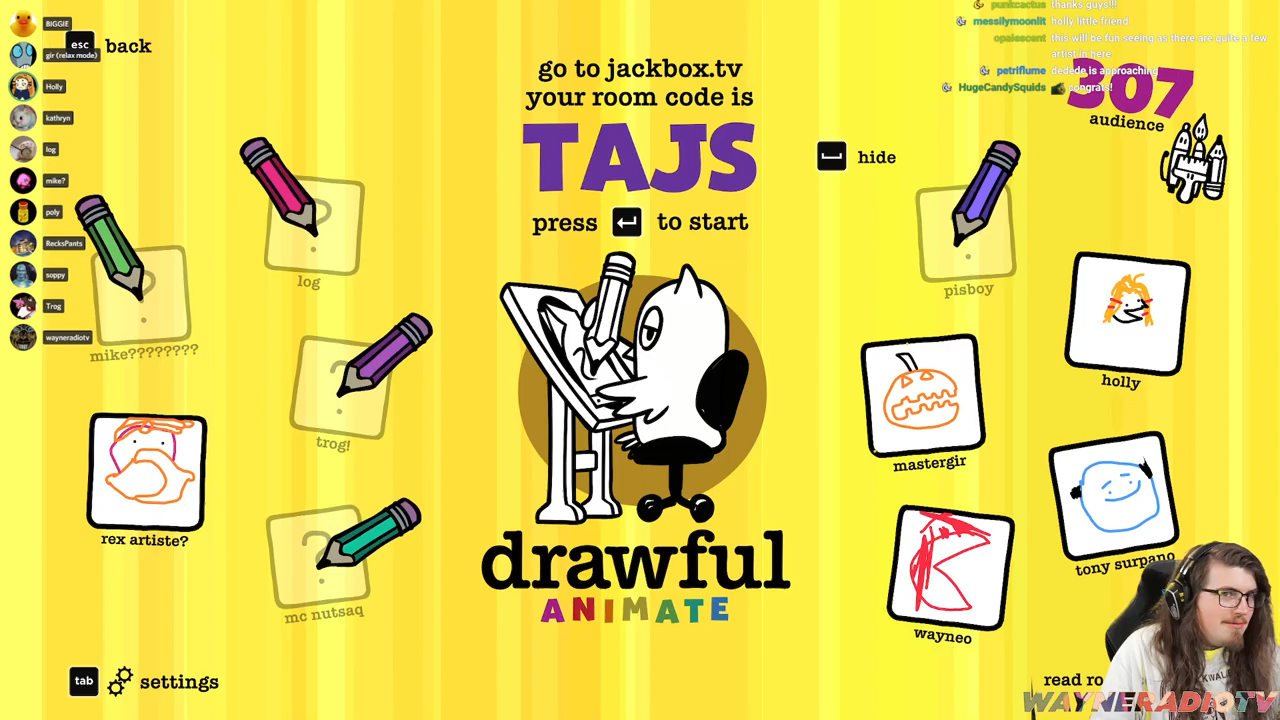 BIGGIE
gir (relax mode)
Holly
kathryn
log
mike?
poly
RecksPants
soppy
Trog
wayneradiotv
esc back
go to jackbox.tv
your room code is
TAJS
press to start
hide
punkcactus thanks guys!!!
messilymoonlit holly little friend
opalescent this will be fun seeing as there are quite a few
artist in here
petriflume dedede is approaching
HugeCandySquids congrats!
307
audience
mike????????
log
trog!
rex artiste?
mc nutsaq
pisboy
holly
mastergir
tony surpano
wayneo
drawful
ANIMATE
tab settings
read ro
WAYNERADIOTV